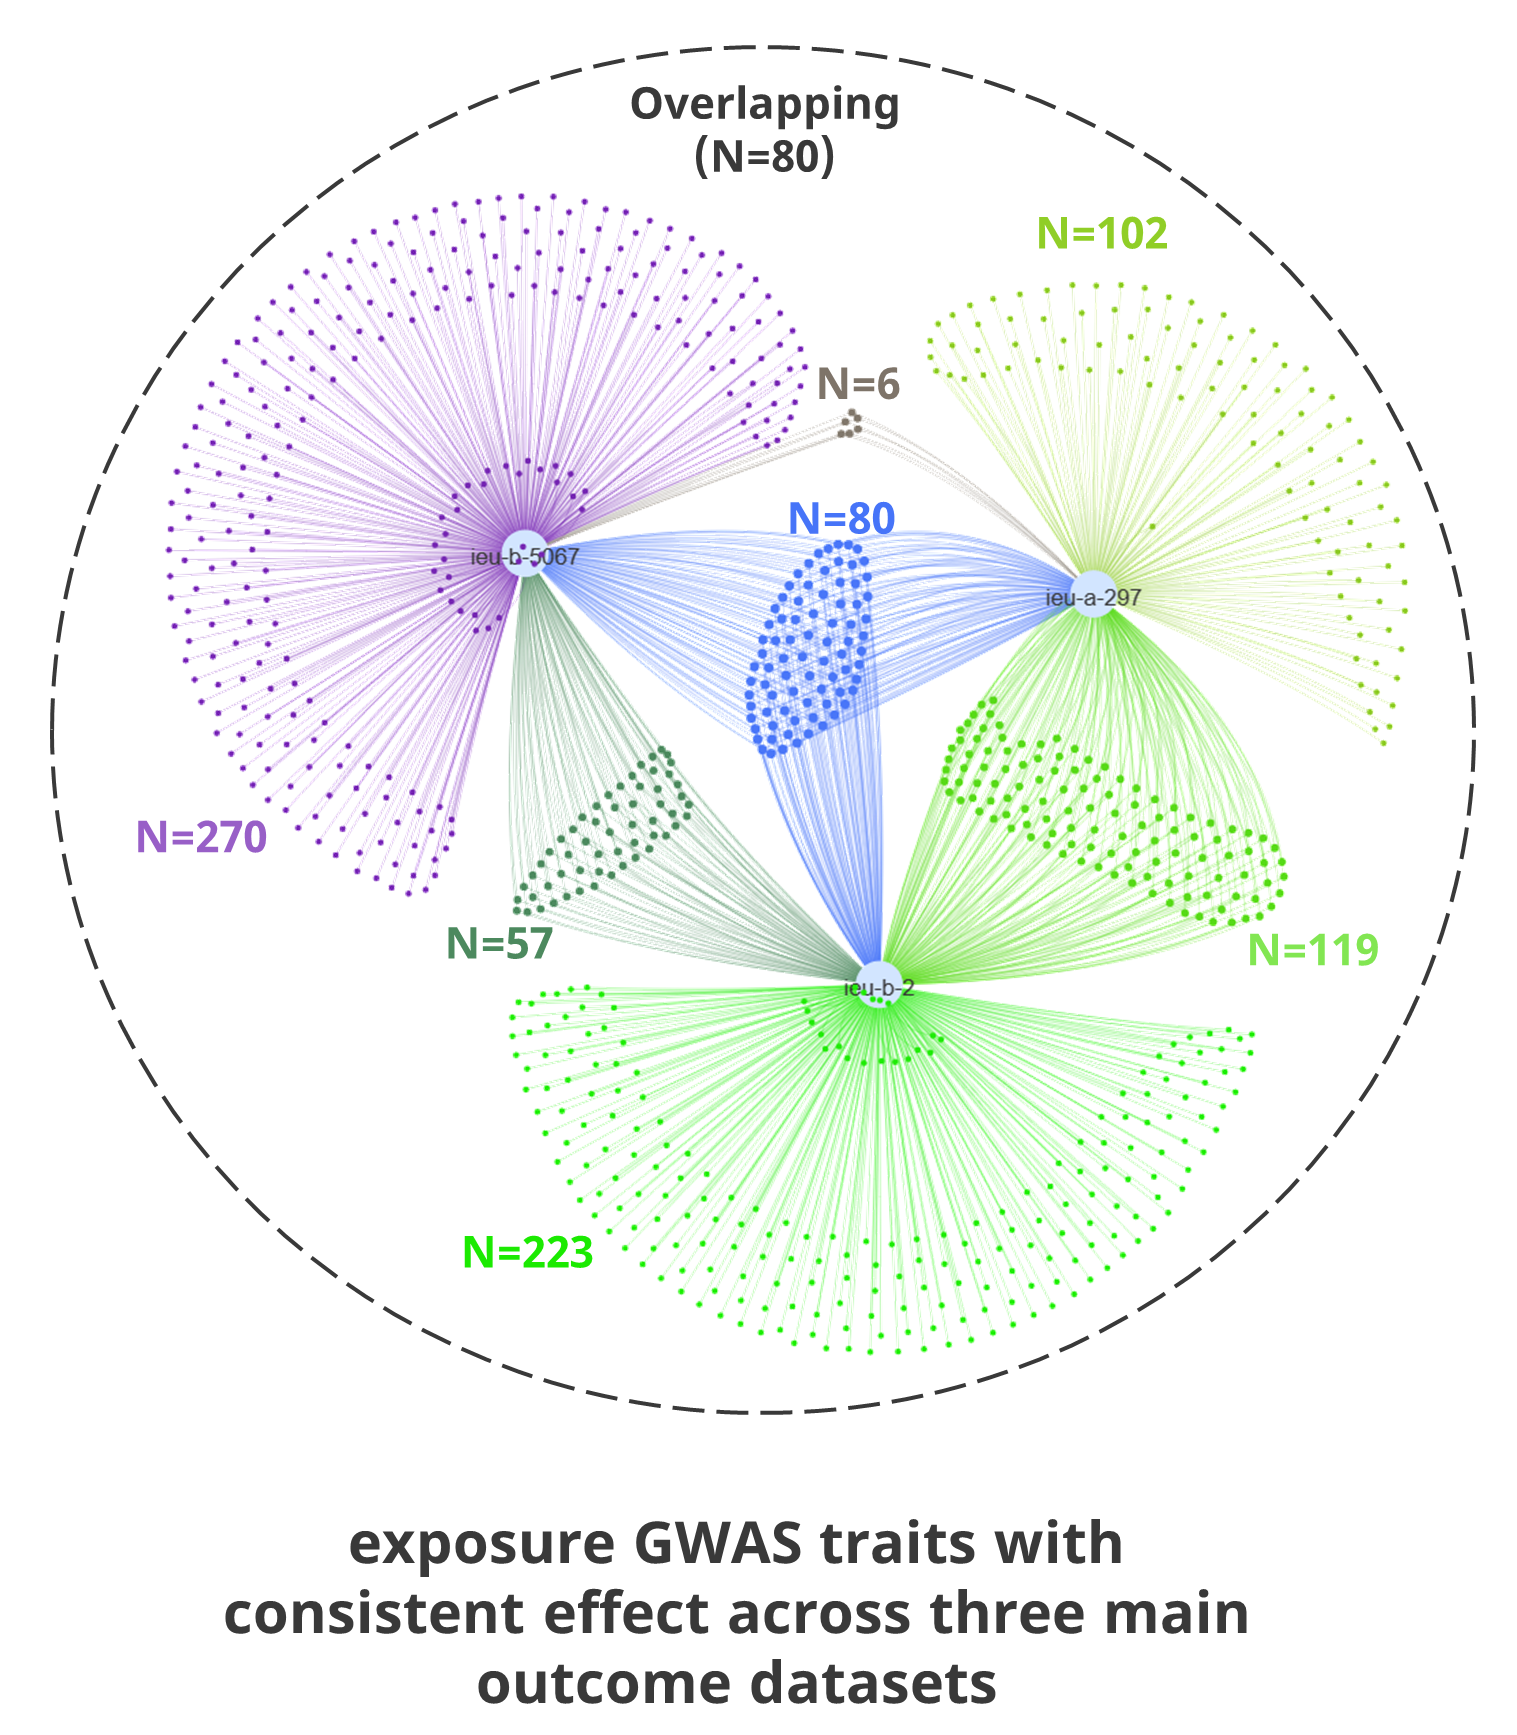 Overlapping
(N=80)
N=102
N=6
N=80
ieu-b-5067
ieu-a-297
N=270
N=57
N=119
ieu-b-2
N=223
exposure GWAS traits with
consistent effect across three main
outcome datasets